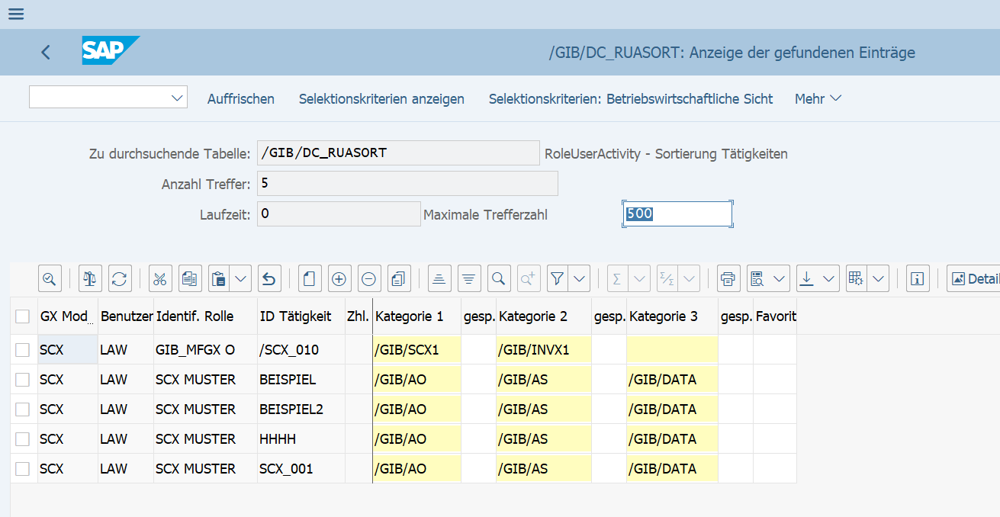 SAP
/GIB/DC_RUASORT: Anzeige der gefundenen Einträge
Auffrischen Selektionskriterien anzeigen Selektionskriterien: Betriebswirtschaftliche Sicht Mehr
Zu durchsuchende Tabelle: /GIB/DC_RUASORT RoleUserActivity - Sortierung Tätigkeiten
Anzahl Treffer: 5
Laufzeit: 0 Maximale Trefferzahl 500
Detail
GX Mod... Benutzer Identif. Rolle ID Tätigkeit Zhl. Kategorie 1 gesp. Kategorie 2 gesp. Kategorie 3 gesp. Favorit
SCX LAW GIB_MFGX O /SCX_010 /GIB/SCX1 /GIB/INVX1
SCX LAW SCX MUSTER BEISPIEL /GIB/AO /GIB/AS /GIB/DATA
SCX LAW SCX MUSTER BEISPIEL2 /GIB/AO /GIB/AS /GIB/DATA
SCX LAW SCX MUSTER HHHH /GIB/AO /GIB/AS /GIB/DATA
SCX LAW SCX MUSTER SCX_001 /GIB/AO /GIB/AS /GIB/DATA